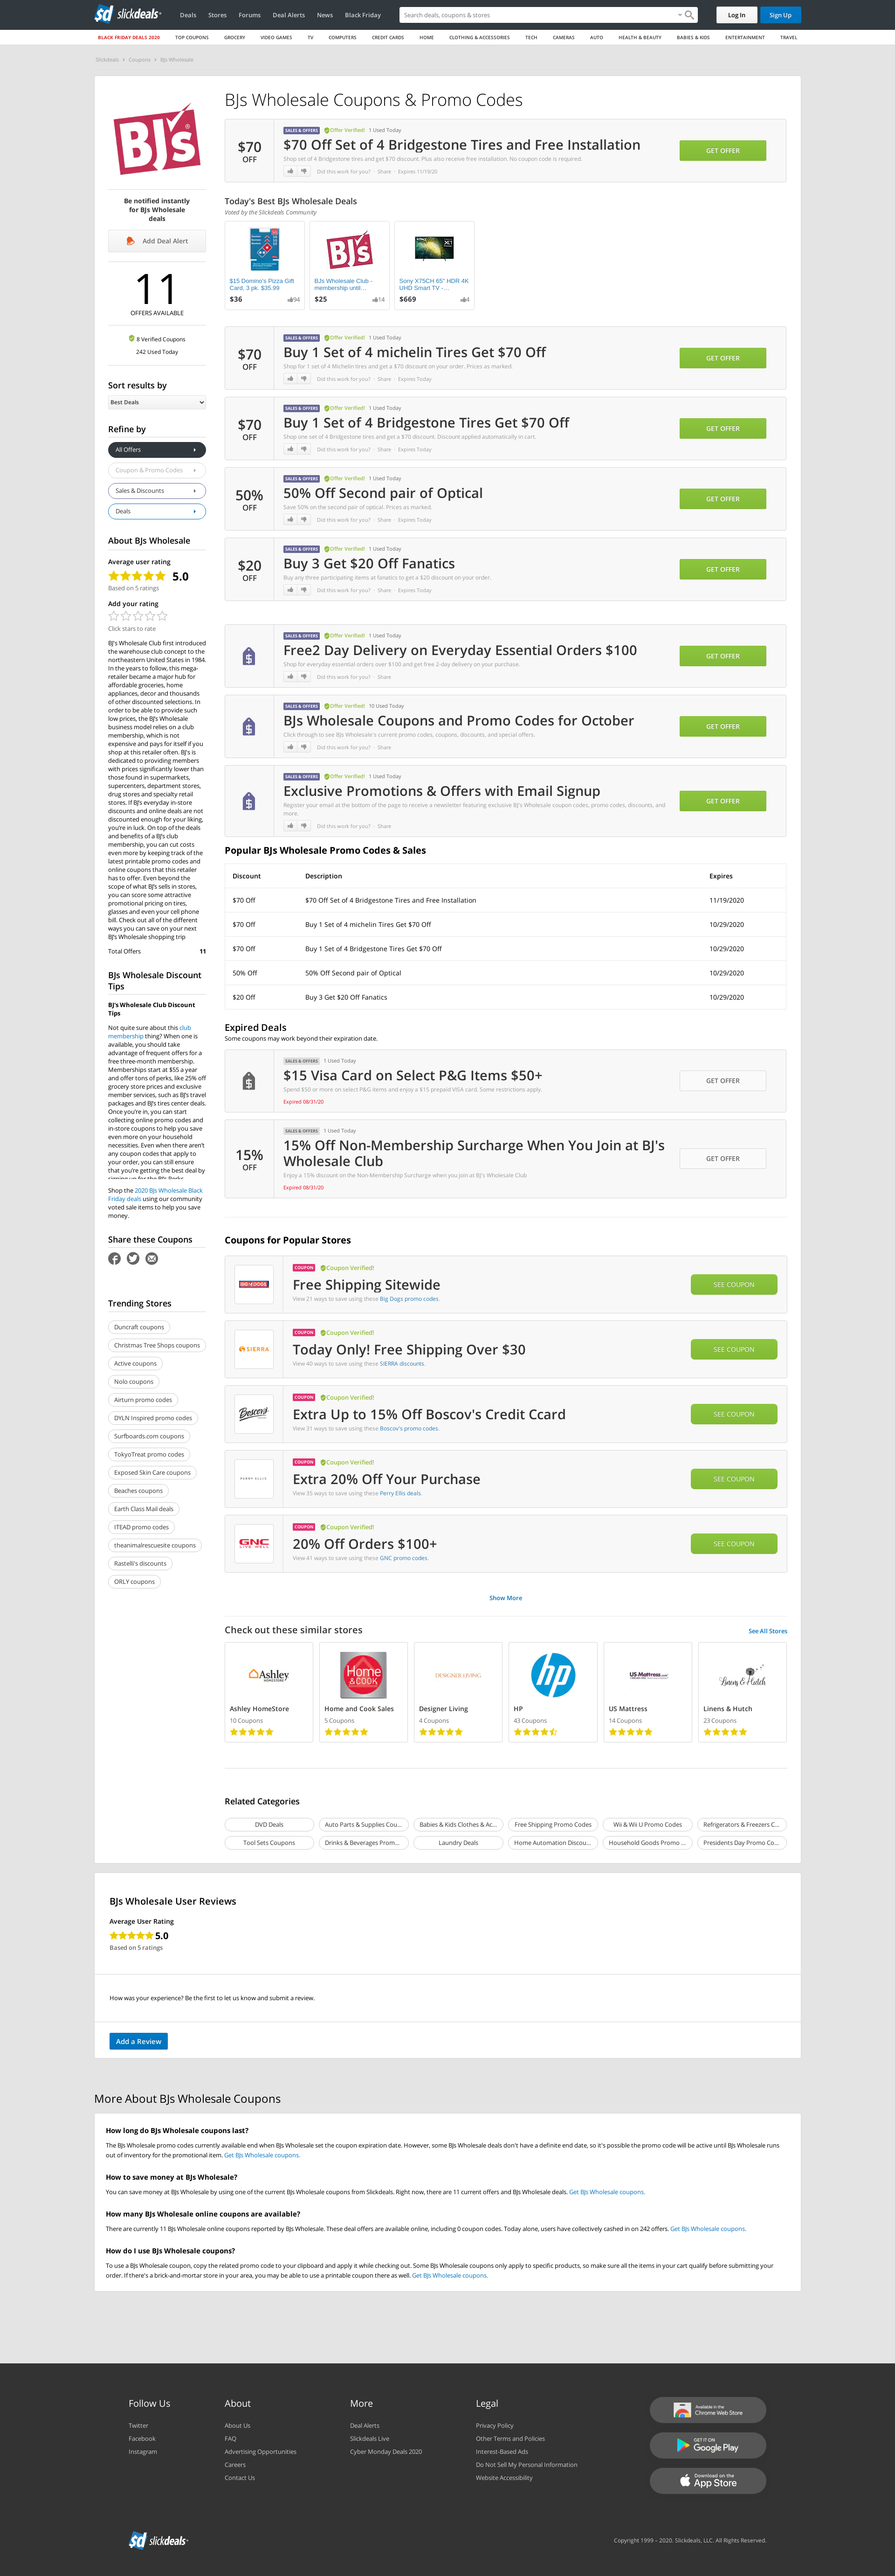 slickdeals
Deals
Stores
Forums
Deal Alerts
News
Black Friday
Search deals, coupons & stores
Log In
Sign Up
BLACK FRIDAY DEALS 2020
TOP COUPONS
GROCERY
VIDEO GAMES
TV
COMPUTERS
CREDIT CARDS
HOME
CLOTHING & ACCESSORIES
TECH
CAMERAS
AUTO
HEALTH & BEAUTY
BABIES & KIDS
ENTERTAINMENT
TRAVEL
Slickdeals › Coupons › BJs Wholesale
BJ's
Be notified instantly
for BJs Wholesale
deals
Add Deal Alert
11
OFFERS AVAILABLE
8 Verified Coupons
242 Used Today
Sort results by
Best Deals
Refine by
All Offers
Coupon & Promo Codes
Sales & Discounts
Deals
About BJs Wholesale
Average user rating
5.0
Based on 5 ratings
Add your rating
Click stars to rate
BJ's Wholesale Club first introduced
the warehouse club concept to the
northeastern United States in 1984.
In the years to follow, this mega-
retailer became a major hub for
affordable groceries, home
appliances, decor and thousands
of other discounted selections. In
order to be able to provide such
low prices, the BJs Wholesale
business model relies on a club
membership, which is not
expensive and pays for itself if you
shop at this retailer often. BJ's is
dedicated to providing members
with prices significantly lower than
those found in supermarkets,
supercenters, department stores,
drug stores and specialty retail
stores. If BJ's everyday in-store
discounts and online deals are not
discounted enough for your liking,
you're in luck. On top of the deals
and benefits of a BJ's club
membership, you can cut costs
even more by keeping track of the
latest printable promo codes and
online coupons that this retailer
has to offer. Even beyond the
scope of what BJ's sells in stores,
you can score some attractive
promotional pricing on tires,
glasses and even your cell phone
bill. Check out all of the different
ways you can save on your next
BJ's Wholesale shopping trip
Total Offers 11
BJs Wholesale Discount
Tips
BJ's Wholesale Club Discount
Tips
Not quite sure about this club
membership thing? When one is
available, you should take
advantage of frequent offers for a
free three-month membership.
Memberships start at $55 a year
and offer tons of perks, like 25% off
grocery store prices and exclusive
member services, such as BJ's travel
packages and BJ's tires center deals.
Once you're in, you can start
collecting online promo codes and
in-store coupons to help you save
even more on your household
necessities. Even when there aren't
any coupon codes that apply to
your order, you can still ensure
that you're getting the best deal by
Shop the 2020 BJs Wholesale Black
Friday deals using our community
voted sale items to help you save
money.
Share these Coupons
Trending Stores
Duncraft coupons
Christmas Tree Shops coupons
Active coupons
Nolo coupons
Airturn promo codes
DYLN Inspired promo codes
Surfboards.com coupons
TokyoTreat promo codes
Exposed Skin Care coupons
Beaches coupons
Earth Class Mail deals
ITEAD promo codes
theanimalrescuesite coupons
Rastelli's discounts
ORLY coupons
BJs Wholesale Coupons & Promo Codes
$70
OFF
SALES & OFFERS Offer Verified! 1 Used Today
$70 Off Set of 4 Bridgestone Tires and Free Installation
Shop set of 4 Bridgestone tires and get $70 discount. Plus also receive free installation. No coupon code is required.
Did this work for you? · Share · Expires 11/19/20
GET OFFER
Today's Best BJs Wholesale Deals
Voted by the Slickdeals Community
$15 Domino's Pizza Gift
Card, 3 pk. $35.99
$36 94
BJ's
BJs Wholesale Club -
membership until...
$25 14
Sony X75CH 65" HDR 4K
UHD Smart TV -...
$669 4
$70
OFF
SALES & OFFERS Offer Verified! 1 Used Today
Buy 1 Set of 4 michelin Tires Get $70 Off
Shop for 1 set of 4 Michelin tires and get a $70 discount on your order. Prices as marked.
Did this work for you? · Share · Expires Today
GET OFFER
$70
OFF
SALES & OFFERS Offer Verified! 1 Used Today
Buy 1 Set of 4 Bridgestone Tires Get $70 Off
Shop one set of 4 Bridgestone tires and get a $70 discount. Discount applied automatically in cart.
Did this work for you? · Share · Expires Today
GET OFFER
50%
OFF
SALES & OFFERS Offer Verified! 1 Used Today
50% Off Second pair of Optical
Save 50% on the second pair of optical. Prices as marked.
Did this work for you? · Share · Expires Today
GET OFFER
$20
OFF
SALES & OFFERS Offer Verified! 1 Used Today
Buy 3 Get $20 Off Fanatics
Buy any three participating items at fanatics to get a $20 discount on your order.
Did this work for you? · Share · Expires Today
GET OFFER
SALES & OFFERS Offer Verified! 1 Used Today
Free2 Day Delivery on Everyday Essential Orders $100
Shop for everyday essential orders over $100 and get free 2-day delivery on your purchase.
Did this work for you? · Share
GET OFFER
SALES & OFFERS Offer Verified! 10 Used Today
BJs Wholesale Coupons and Promo Codes for October
Click through to see BJs Wholesale's current promo codes, coupons, discounts, and special offers.
Did this work for you? · Share
GET OFFER
SALES & OFFERS Offer Verified! 1 Used Today
Exclusive Promotions & Offers with Email Signup
Register your email at the bottom of the page to receive a newsletter featuring exclusive BJ's Wholesale coupon codes, promo codes, discounts, and
more.
Did this work for you? · Share
GET OFFER
Popular BJs Wholesale Promo Codes & Sales
Discount Description Expires
$70 Off $70 Off Set of 4 Bridgestone Tires and Free Installation 11/19/2020
$70 Off Buy 1 Set of 4 michelin Tires Get $70 Off 10/29/2020
$70 Off Buy 1 Set of 4 Bridgestone Tires Get $70 Off 10/29/2020
50% Off 50% Off Second pair of Optical 10/29/2020
$20 Off Buy 3 Get $20 Off Fanatics 10/29/2020
Expired Deals
Some coupons may work beyond their expiration date.
SALES & OFFERS 1 Used Today
$15 Visa Card on Select P&G Items $50+
Spend $50 or more on select P&G items and enjoy a $15 prepaid VISA card. Some restrictions apply.
Expired 08/31/20
GET OFFER
15%
OFF
SALES & OFFERS 1 Used Today
15% Off Non-Membership Surcharge When You Join at BJ's
Wholesale Club
Enjoy a 15% discount on the Non-Membership Surcharge when you join at BJ's Wholesale Club
Expired 08/31/20
GET OFFER
Coupons for Popular Stores
BIG DOGS
COUPON Coupon Verified!
Free Shipping Sitewide
View 21 ways to save using these Big Dogs promo codes.
SEE COUPON
SIERRA
COUPON Coupon Verified!
Today Only! Free Shipping Over $30
View 40 ways to save using these SIERRA discounts.
SEE COUPON
Boscov's
COUPON Coupon Verified!
Extra Up to 15% Off Boscov's Credit Ccard
View 31 ways to save using these Boscov's promo codes.
SEE COUPON
PERRY ELLIS
COUPON Coupon Verified!
Extra 20% Off Your Purchase
View 35 ways to save using these Perry Ellis deals.
SEE COUPON
GNC
LIVE WELL
COUPON Coupon Verified!
20% Off Orders $100+
View 41 ways to save using these GNC promo codes.
SEE COUPON
Show More
Check out these similar stores
See All Stores
Ashley
HOMESTORE
Ashley HomeStore
10 Coupons
Home
&COOK
Home and Cook Sales
5 Coupons
DESIGNER LIVING
Designer Living
4 Coupons
hp
HP
43 Coupons
US-Mattress
US Mattress
14 Coupons
Linens & Hutch
Linens & Hutch
23 Coupons
Related Categories
DVD Deals
Auto Parts & Supplies Cou...
Babies & Kids Clothes & Ac...
Free Shipping Promo Codes
Wii & Wii U Promo Codes
Refrigerators & Freezers C...
Tool Sets Coupons
Drinks & Beverages Prom...
Laundry Deals
Home Automation Discou...
Household Goods Promo ...
Presidents Day Promo Co...
BJs Wholesale User Reviews
Average User Rating
5.0
Based on 5 ratings
How was your experience? Be the first to let us know and submit a review.
Add a Review
More About BJs Wholesale Coupons
How long do BJs Wholesale coupons last?
The BJs Wholesale promo codes currently available end when BJs Wholesale set the coupon expiration date. However, some BJs Wholesale deals don't have a definite end date, so it's possible the promo code will be active until BJs Wholesale runs
out of inventory for the promotional item. Get BJs Wholesale coupons.
How to save money at BJs Wholesale?
You can save money at BJs Wholesale by using one of the current BJs Wholesale coupons from Slickdeals. Right now, there are 11 current offers and BJs Wholesale deals. Get BJs Wholesale coupons.
How many BJs Wholesale online coupons are available?
There are currently 11 BJs Wholesale online coupons reported by BJs Wholesale. These deal offers are available online, including 0 coupon codes. Today alone, users have collectively cashed in on 242 offers. Get BJs Wholesale coupons.
How do I use BJs Wholesale coupons?
To use a BJs Wholesale coupon, copy the related promo code to your clipboard and apply it while checking out. Some BJs Wholesale coupons only apply to specific products, so make sure all the items in your cart qualify before submitting your
order. If there's a brick-and-mortar store in your area, you may be able to use a printable coupon there as well. Get BJs Wholesale coupons.
Follow Us
Twitter
Facebook
Instagram
About
About Us
FAQ
Advertising Opportunities
Careers
Contact Us
More
Deal Alerts
Slickdeals Live
Cyber Monday Deals 2020
Legal
Privacy Policy
Other Terms and Policies
Interest-Based Ads
Do Not Sell My Personal Information
Website Accessibility
Available in the
Chrome Web Store
GET IT ON
Google Play
Download on the
App Store
slickdeals
Copyright 1999 – 2020. Slickdeals, LLC. All Rights Reserved.